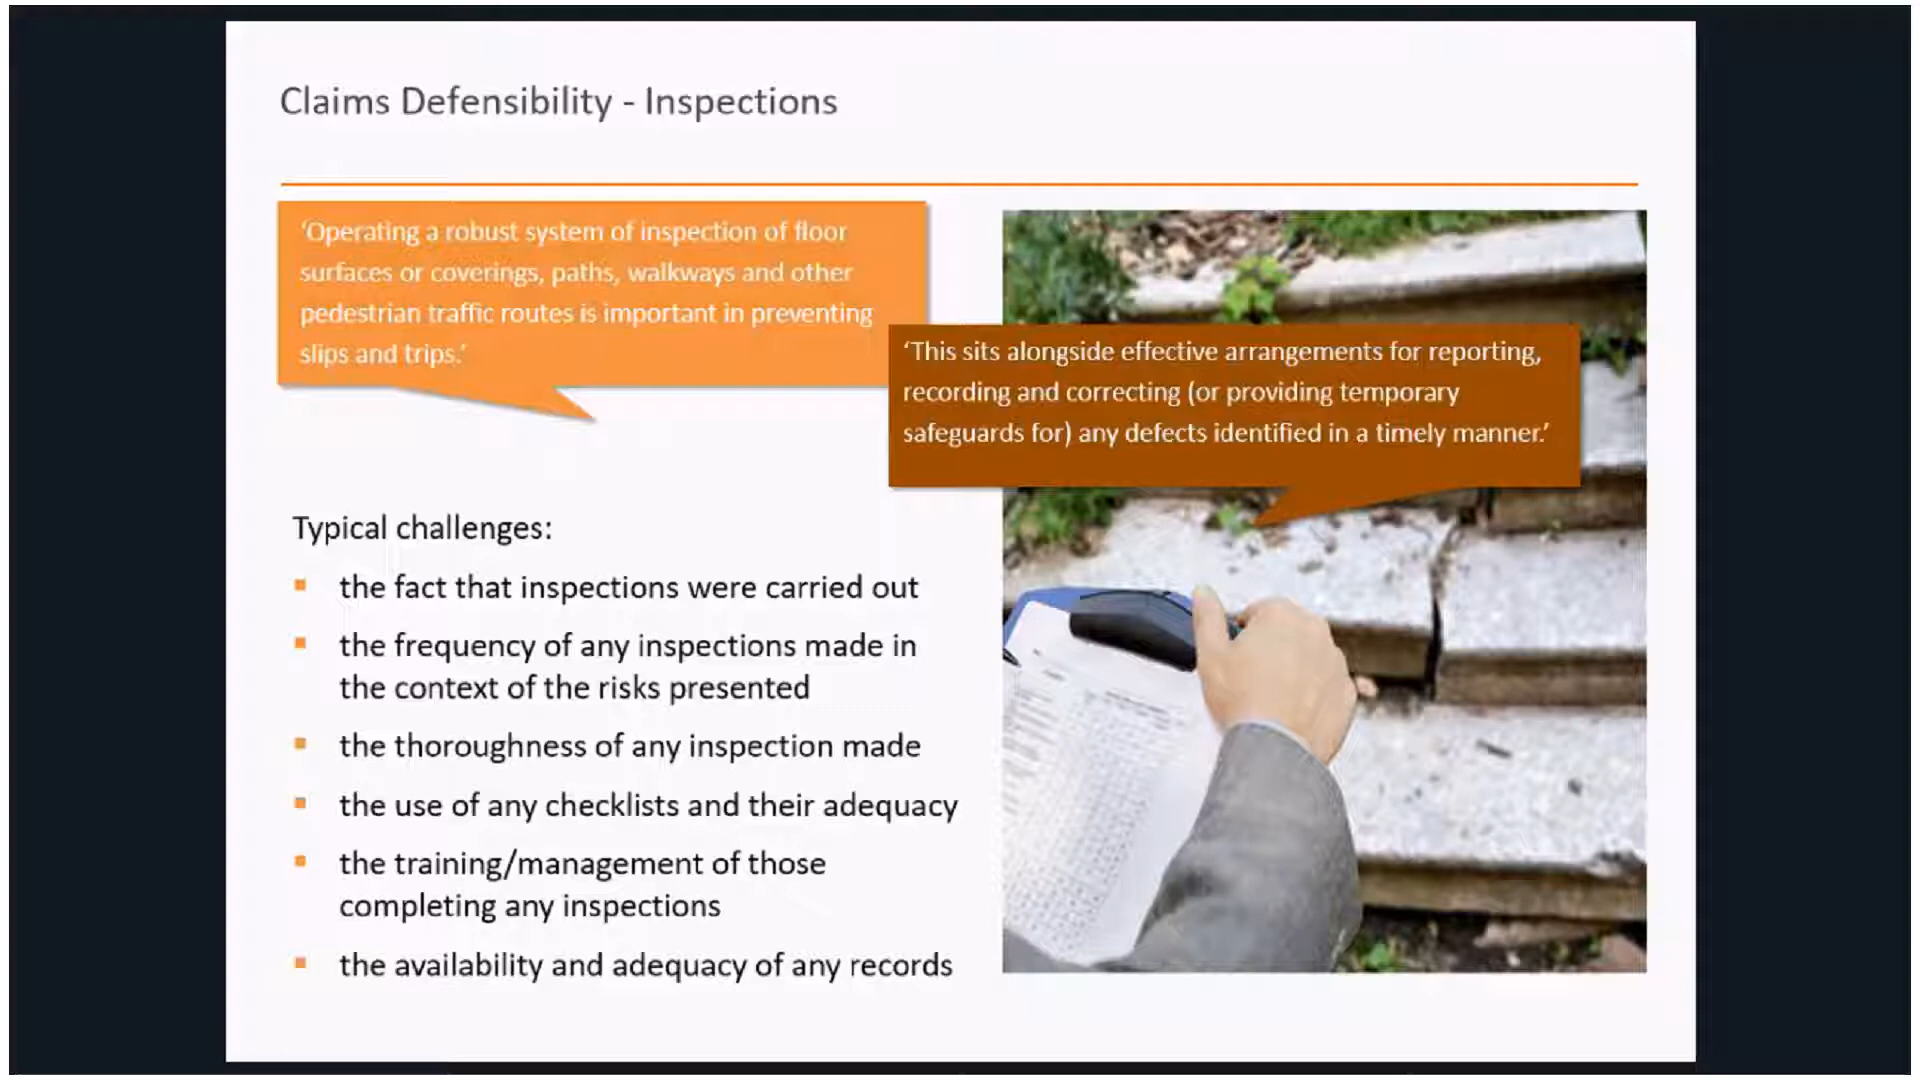 Claims Defensibility - Inspections
‘Operating a robust system of inspection of floor
surfaces or coverings, paths, walkways and other
pedestrian traffic routes is important in preventing
slips and trips.’
‘This sits alongside effective arrangements for reporting,
recording and correcting (or providing temporary
safeguards for) any defects identified in a timely manner.’
Typical challenges:
▪ the fact that inspections were carried out
▪ the frequency of any inspections made in
the context of the risks presented
▪ the thoroughness of any inspection made
▪ the use of any checklists and their adequacy
▪ the training/management of those
completing any inspections
▪ the availability and adequacy of any records